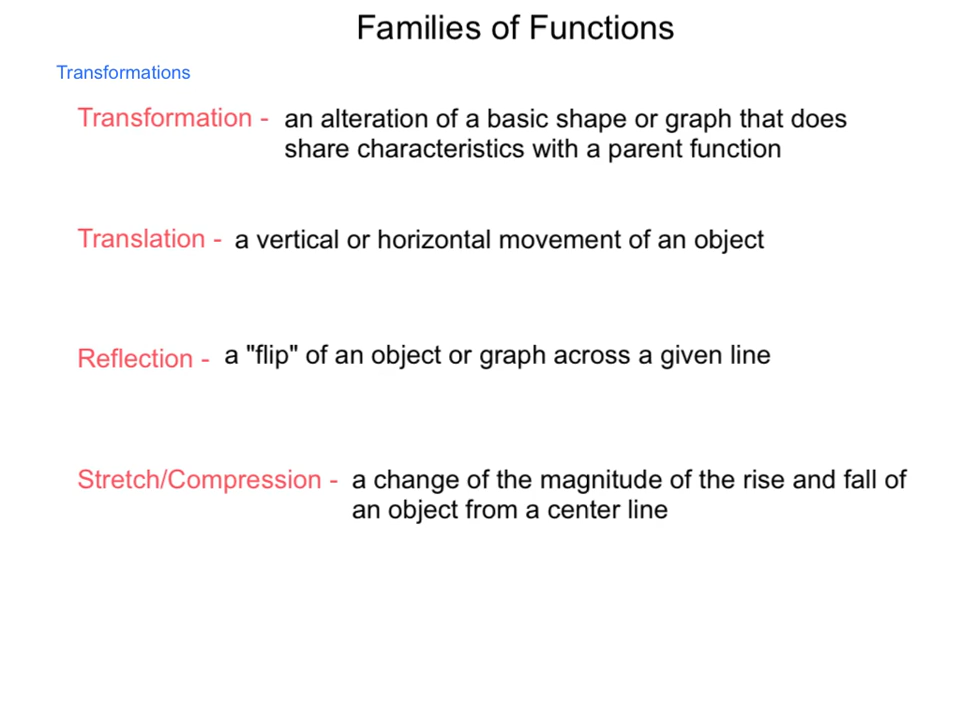 Families of Functions
Transformations
Transformation - an alteration of a basic shape or graph that does
share characteristics with a parent function
Translation - a vertical or horizontal movement of an object
Reflection - a "flip" of an object or graph across a given line
Stretch/Compression - a change of the magnitude of the rise and fall of
an object from a center line